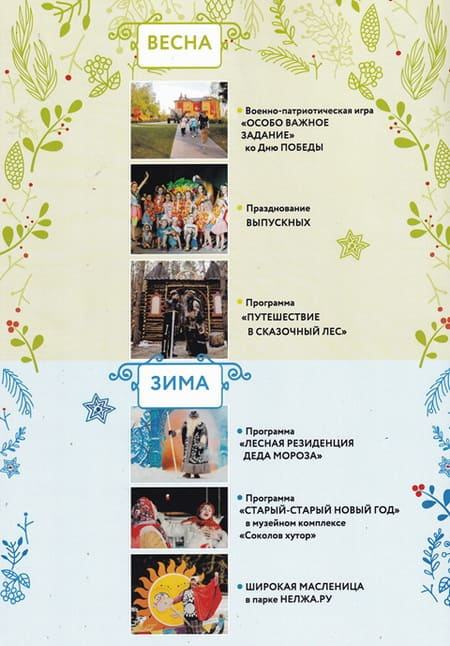 ВЕСНА
Военно-патриотическая игра
«ОСОБО ВАЖНОЕ
ЗАДАНИЕ»
ко Дню ПОБЕДЫ
Празднование
ВЫПУСКНЫХ
Программа
«ПУТЕШЕСТВИЕ
В СКАЗОЧНЫЙ ЛЕС»
ЗИМА
Программа
«ЛЕСНАЯ РЕЗИДЕНЦИЯ
ДЕДА МОРОЗА»
Программа
«СТАРЫЙ-СТАРЫЙ НОВЫЙ ГОД»
в музейном комплексе
«Соколов хутор»
ШИРОКАЯ МАСЛЕНИЦА
в парке НЕЛЖА.РУ